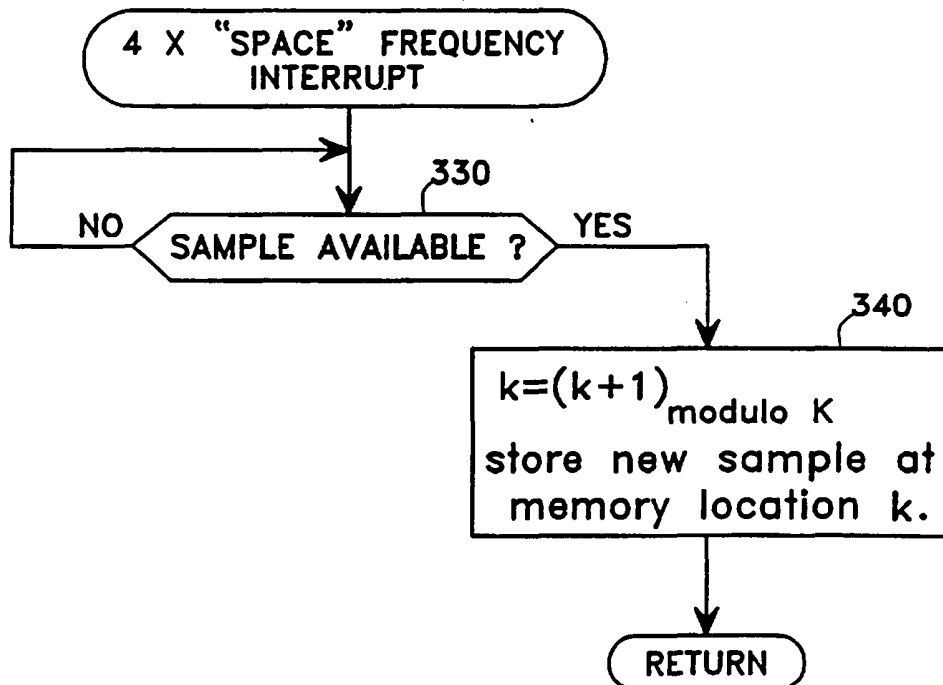 4 X “SPACE” FREQUENCY
INTERRUPT
330
NO
SAMPLE AVAILABLE ?
YES
340
k=(k+1)modulo K
store new sample at
memory location k.
RETURN